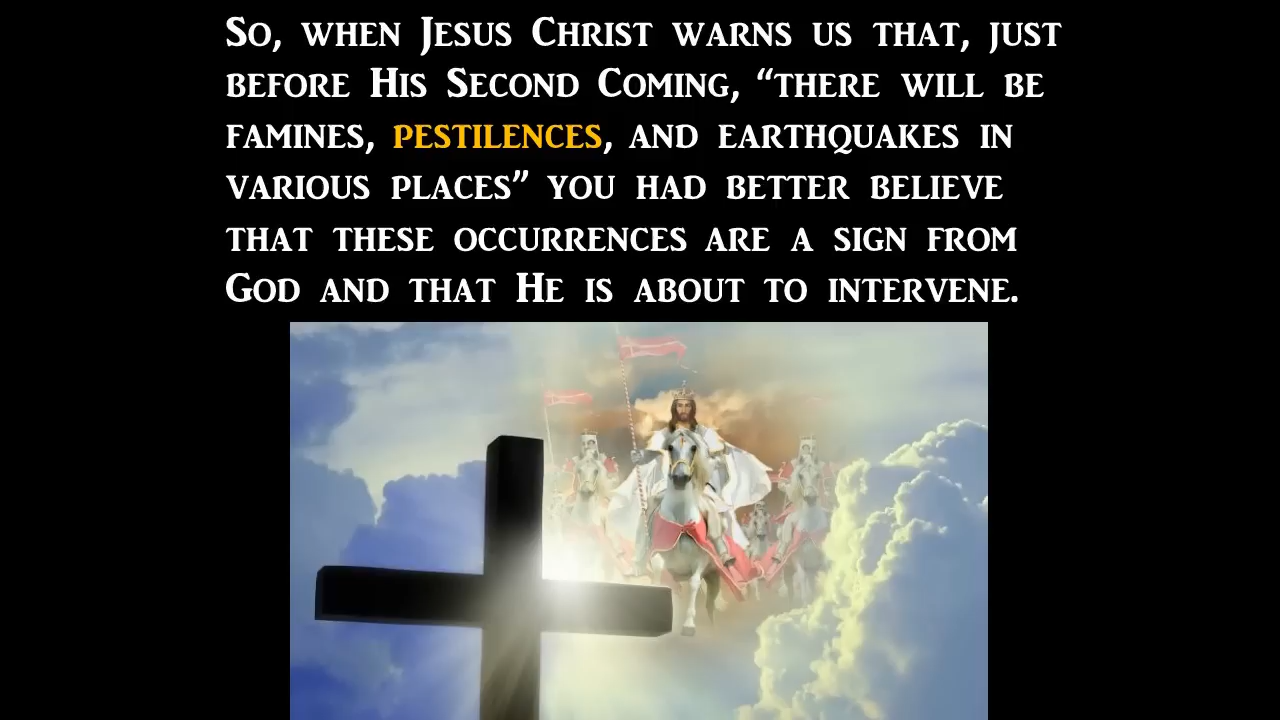 So, when Jesus Christ warns us that, just
before His Second Coming, “there will be
famines, pestilences, and earthquakes in
various places” you had better believe
that these occurrences are a sign from
God and that He is about to intervene.